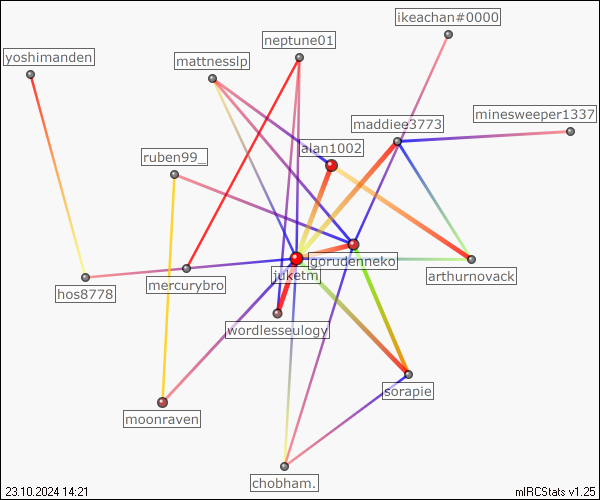 ikeachan#0000
neptune01
yoshimanden
mattnesslp
minesweeper1337
maddiee3773
alan1002
ruben99_
gorudenneko
juketm
arthurnovack
mercurybro
hos8778
wordlesseulogy
sorapie
moonraven
chobham.
23.10.2024 14:21
mIRCStats v1.25